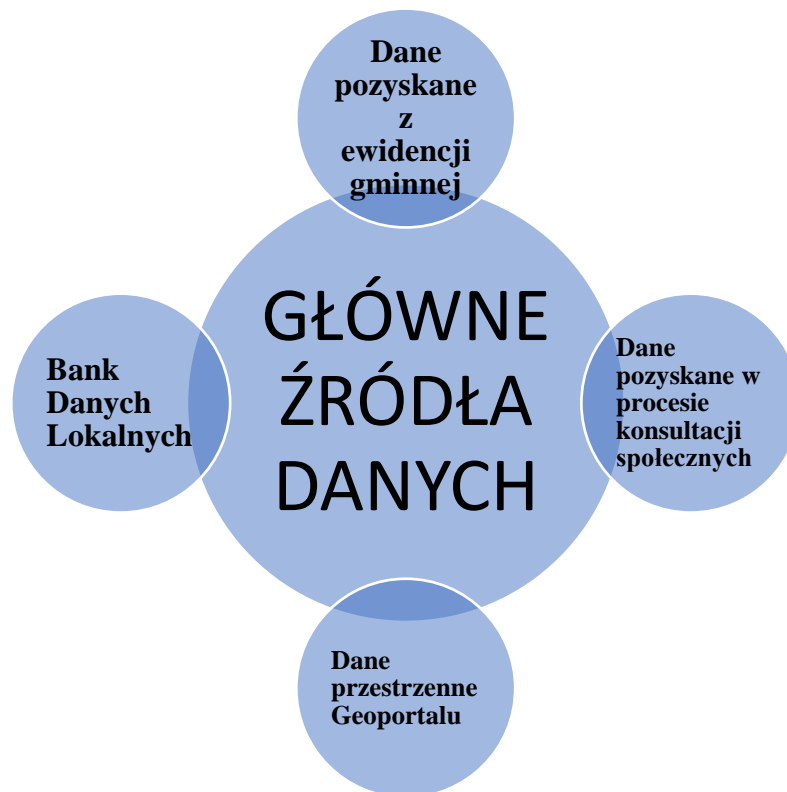 Dane
pozyskane
z
ewidencji
gminnej
GŁÓWNE
ŹRÓDŁA
DANYCH
Bank
Danych
Lokalnych
Dane
pozyskane w
procesie
konsultacji
społecznych
Dane
przestrzenne
Geoportalu